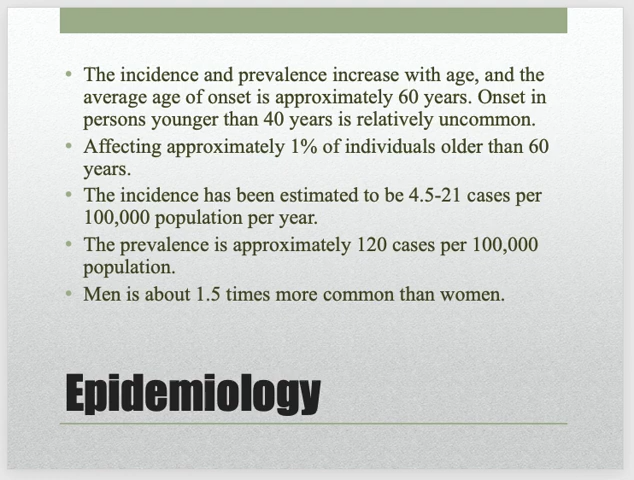 The incidence and prevalence increase with age, and the
average age of onset is approximately 60 years. Onset in
persons younger than 40 years is relatively uncommon.
Affecting approximately 1% of individuals older than 60
years.
The incidence has been estimated to be 4.5-21 cases per
100,000 population per year.
The prevalence is approximately 120 cases per 100,000
population.
Men is about 1.5 times more common than women.
Epidemiology